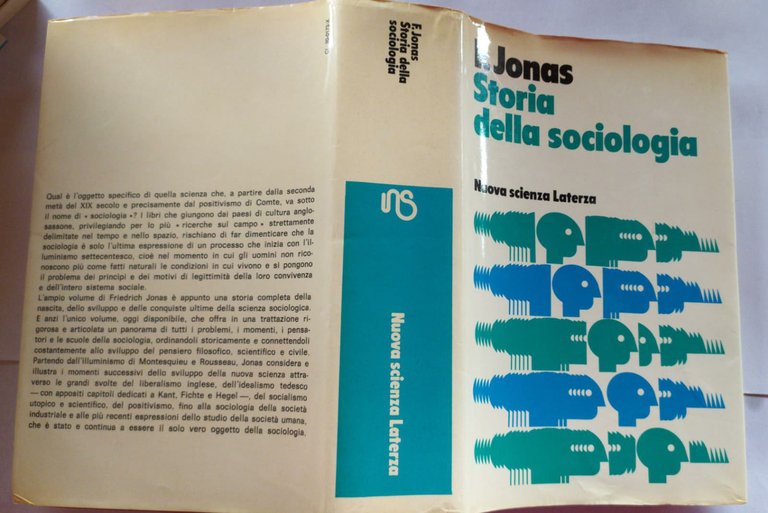 Qual è l'oggetto specifico di quella scienza che, a partire dalla seconda
metà del XIX secolo e precisamente dal positivismo di Comte, va sotto
il nome di « sociologia »? I libri che giungono dai paesi di cultura anglo-
sassone, privilegiando per lo più « ricerche sul campo » strettamente
delimitate nel tempo e nello spazio, rischiano di far dimenticare che la
sociologia è solo l'ultima espressione di un processo che inizia con l'il-
luminismo settecentesco, cioè nel momento in cui gli uomini non rico-
noscono più come fatti naturali le condizioni in cui vivono e si pongono
il problema dei principi e dei motivi di legittimità della loro convivenza
e dell'intero sistema sociale.
L'ampio volume di Friedrich Jonas è appunto una storia completa della
nascita, dello sviluppo e delle conquiste ultime della scienza sociologica.
È anzi l'unico volume, oggi disponibile, che offra in una trattazione ri-
gorosa e articolata un panorama di tutti i problemi, i momenti, i pensa-
tori e le scuole della sociologia, ordinandoli storicamente e connettendoli
costantemente allo sviluppo del pensiero filosofico, scientifico e civile.
Partendo dall'illuminismo di Montesquieu e Rousseau, Jonas considera e
illustra i momenti successivi dello sviluppo della nuova scienza attra-
verso le grandi svolte del liberalismo inglese, dell'idealismo tedesco
— con appositi capitoli dedicati a Kant, Fichte e Hegel —, del socialismo
utopico e scientifico, del positivismo, fino alla sociologia della società
industriale e alle più recenti espressioni dello studio della società umana,
che è stato e continua a essere il solo vero oggetto della sociologia.
F. Jonas
Storia della
sociologia
Nuova scienza Laterza
F. Jonas
Storia
della sociologia
Nuova scienza Laterza